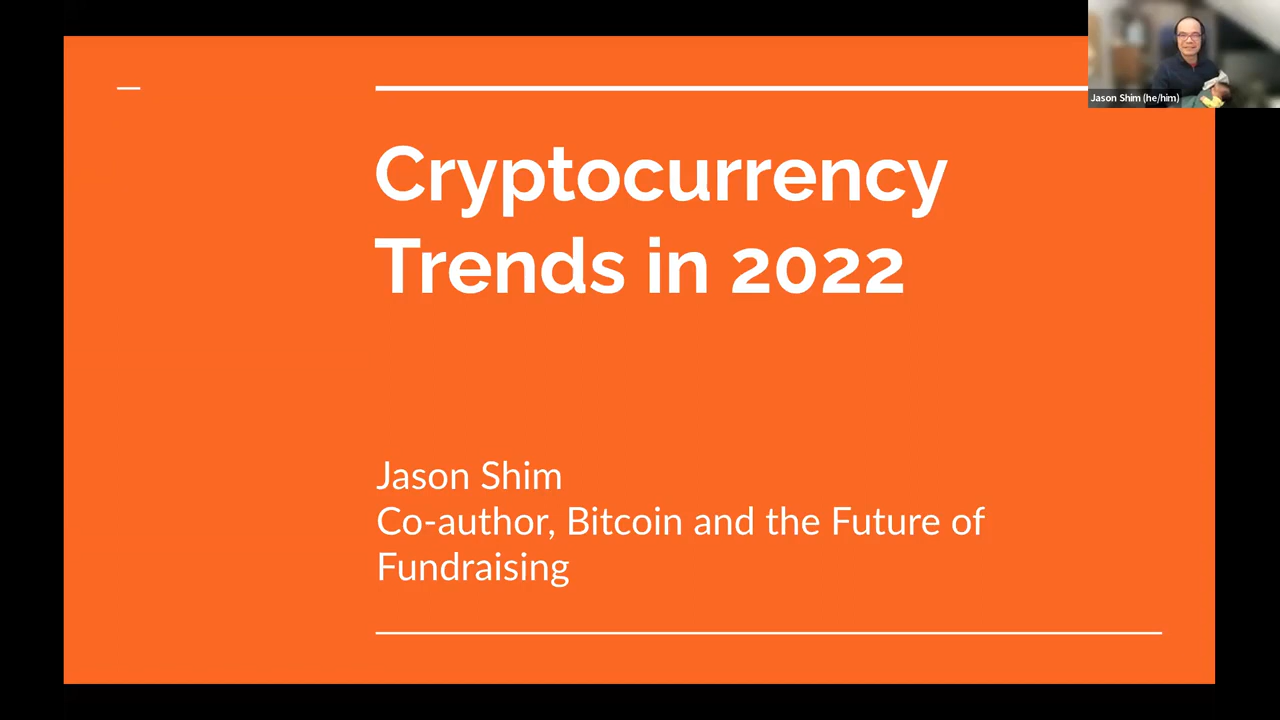 Cryptocurrency
Trends in 2022
Jason Shim
Co-author, Bitcoin and the Future of
Fundraising
Jason Shim (he/him)